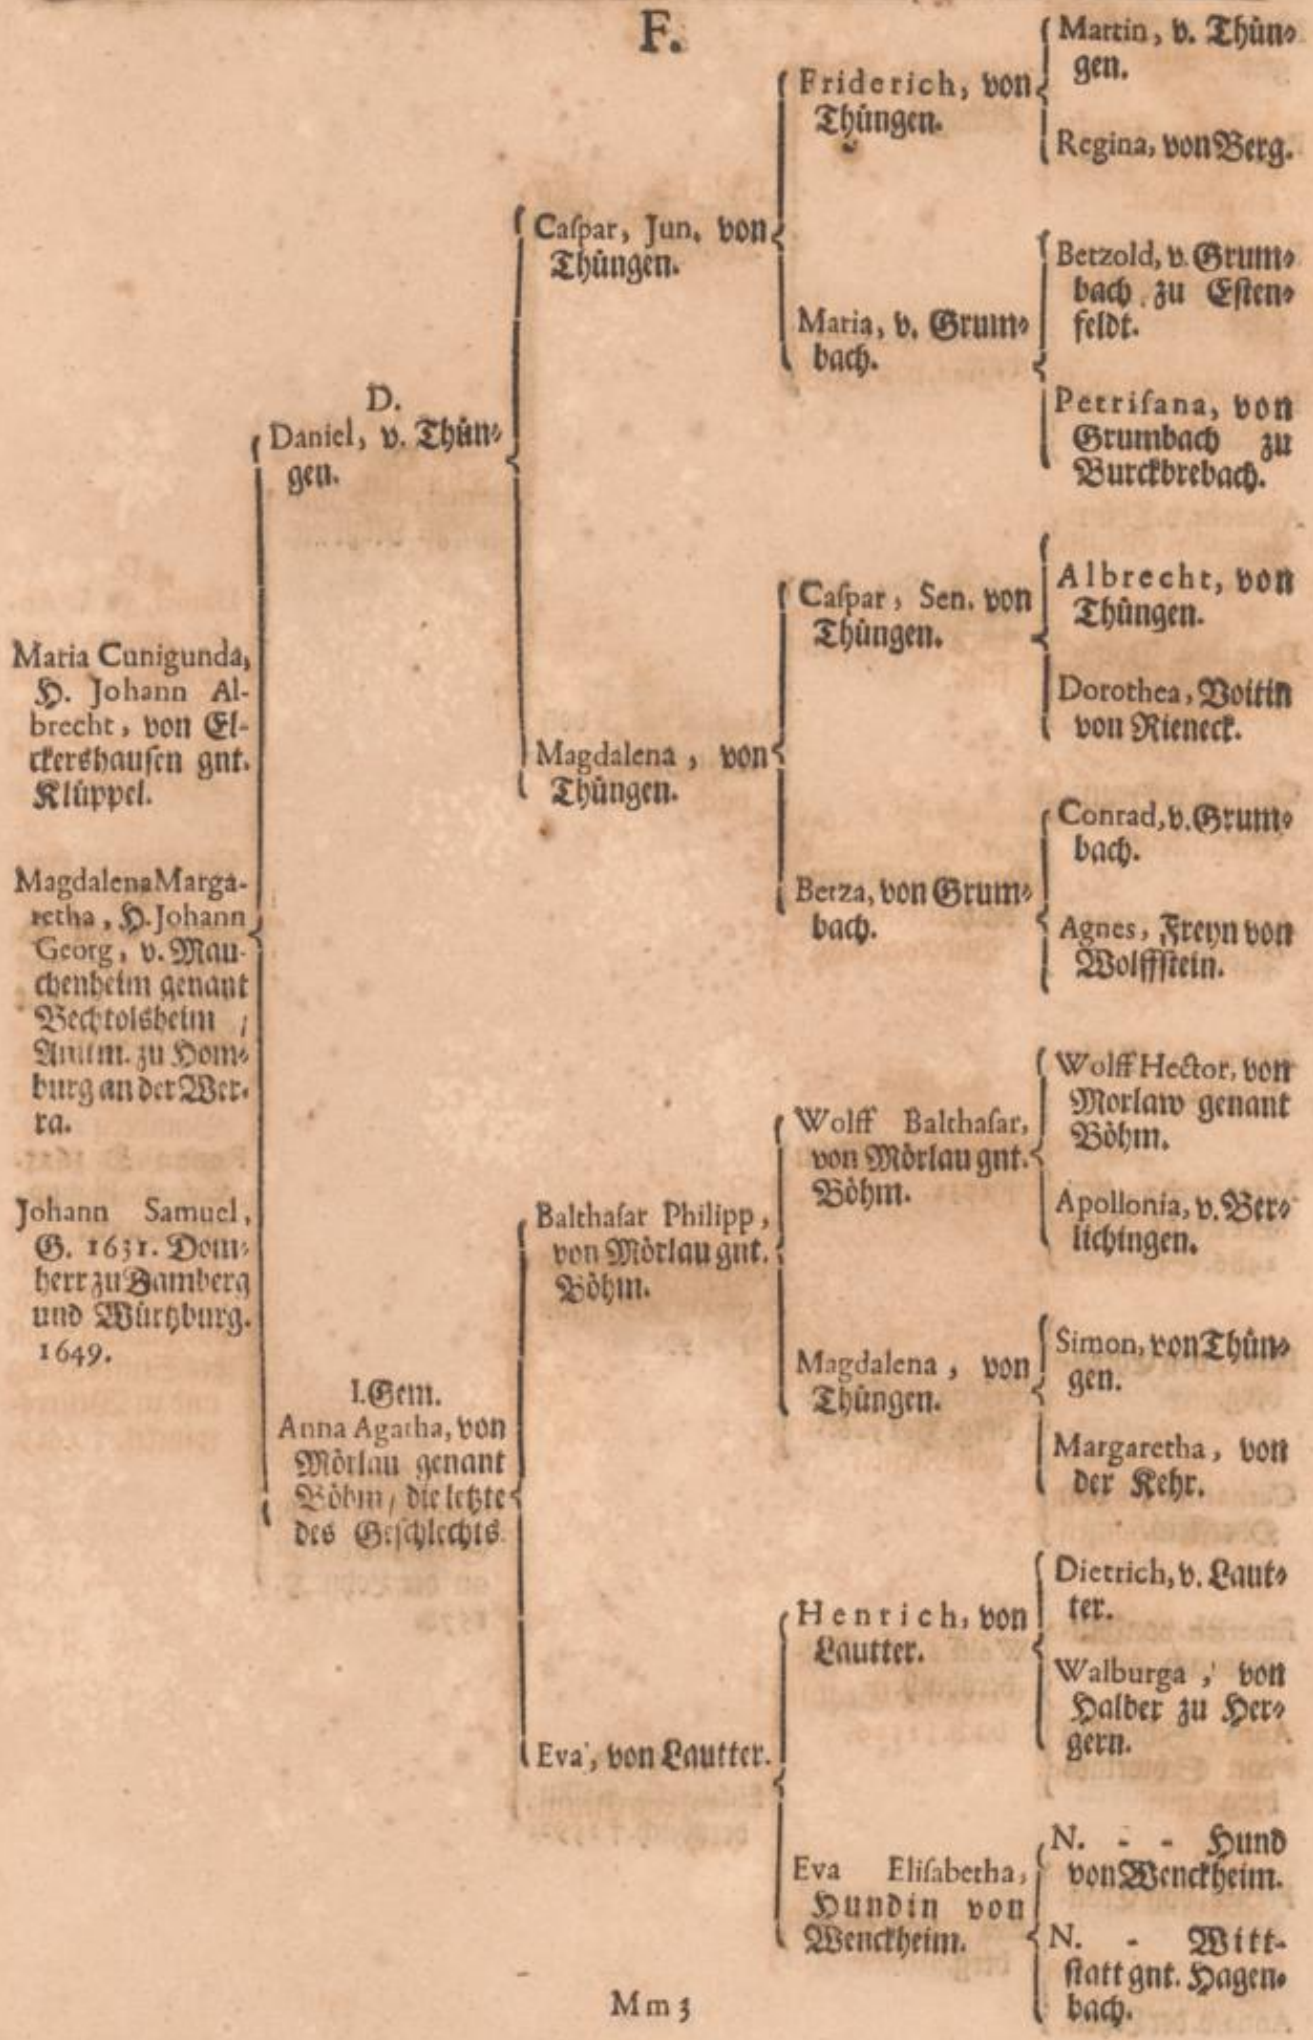 F.
Maria Cunigunda,
H. Johann Al-
brecht, von El-
ckershausen gnt.
Klüppel.
Magdalena Marga-
retha, H. Johann
Georg, v. Mau-
chenheim genant
Bechtolsheim,
Amtm. zu Hom-
burg an der Wer-
ra.
Johann Samuel,
G. 1631. Dom-
herr zu Bamberg
und Würtzburg.
1649.
D.
Daniel, v. Thün-
gen.
I. Gem.
Anna Agatha, von
Mörlau genant
Böhm, die letzte
des Geschlechts.
Caſpar, Jun. von
Thüngen.
Magdalena, von
Thüngen.
Balthaſar Philipp,
von Mörlau gnt.
Böhm.
Eva, von Lautter.
Friderich, von
Thüngen.
Maria, v. Grum-
bach.
Caſpar, Sen. von
Thüngen.
Betza, von Grum-
bach.
Wolff Balthaſar,
von Mörlau gnt.
Böhm.
Magdalena, von
Thüngen.
Henrich, von
Lautter.
Eva Eliſabetha,
Hundin von
Wenckheim.
Martin, v. Thün-
gen.
Regina, von Berg.
Betzold, v. Grum-
bach zu Eſten-
feldt.
Petriſana, von
Grumbach zu
Burckbrebach.
Albrecht, von
Thüngen.
Dorothea, Voitin
von Rieneck.
Conrad, v. Grum-
bach.
Agnes, Freyn von
Wolffſtein.
Wolff Hector, von
Morlaw genant
Böhm.
Apollonia, v. Ber-
lichingen.
Simon, von Thün-
gen.
Margaretha, von
der Kehr.
Dietrich, v. Laut-
ter.
Walburga, von
Halber zu Her-
gern.
N. - - Hund
von Wenckheim.
N. - Witt-
ſtatt gnt. Hagen-
bach.
Mm 3